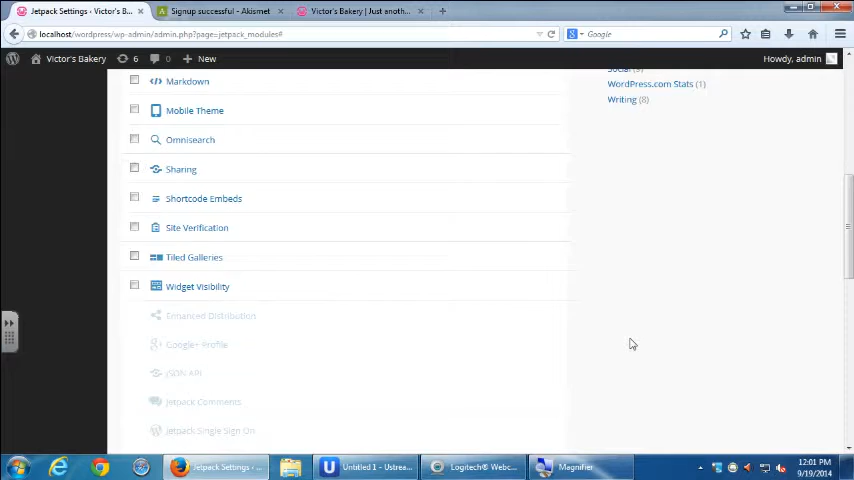 Jetpack Settings ‹ Victor's B... ×
Signup successful - Akismet ×
Victor's Bakery | Just anoth... ×
localhost/wordpress/wp-admin/admin.php?page=jetpack_modules#
Google
Victor's Bakery
6
+ New
Howdy, admin
Social (9)
WordPress.com Stats (1)
Writing (8)
Markdown
Mobile Theme
Omnisearch
Sharing
Shortcode Embeds
Site Verification
Tiled Galleries
Widget Visibility
Enhanced Distribution
Google+ Profile
JSON API
Jetpack Comments
Jetpack Single Sign On
Jetpack Settings ‹ ...
Untitled 1 - Ustrea...
Logitech® Webc...
Magnifier
12:01 PM
9/19/2014